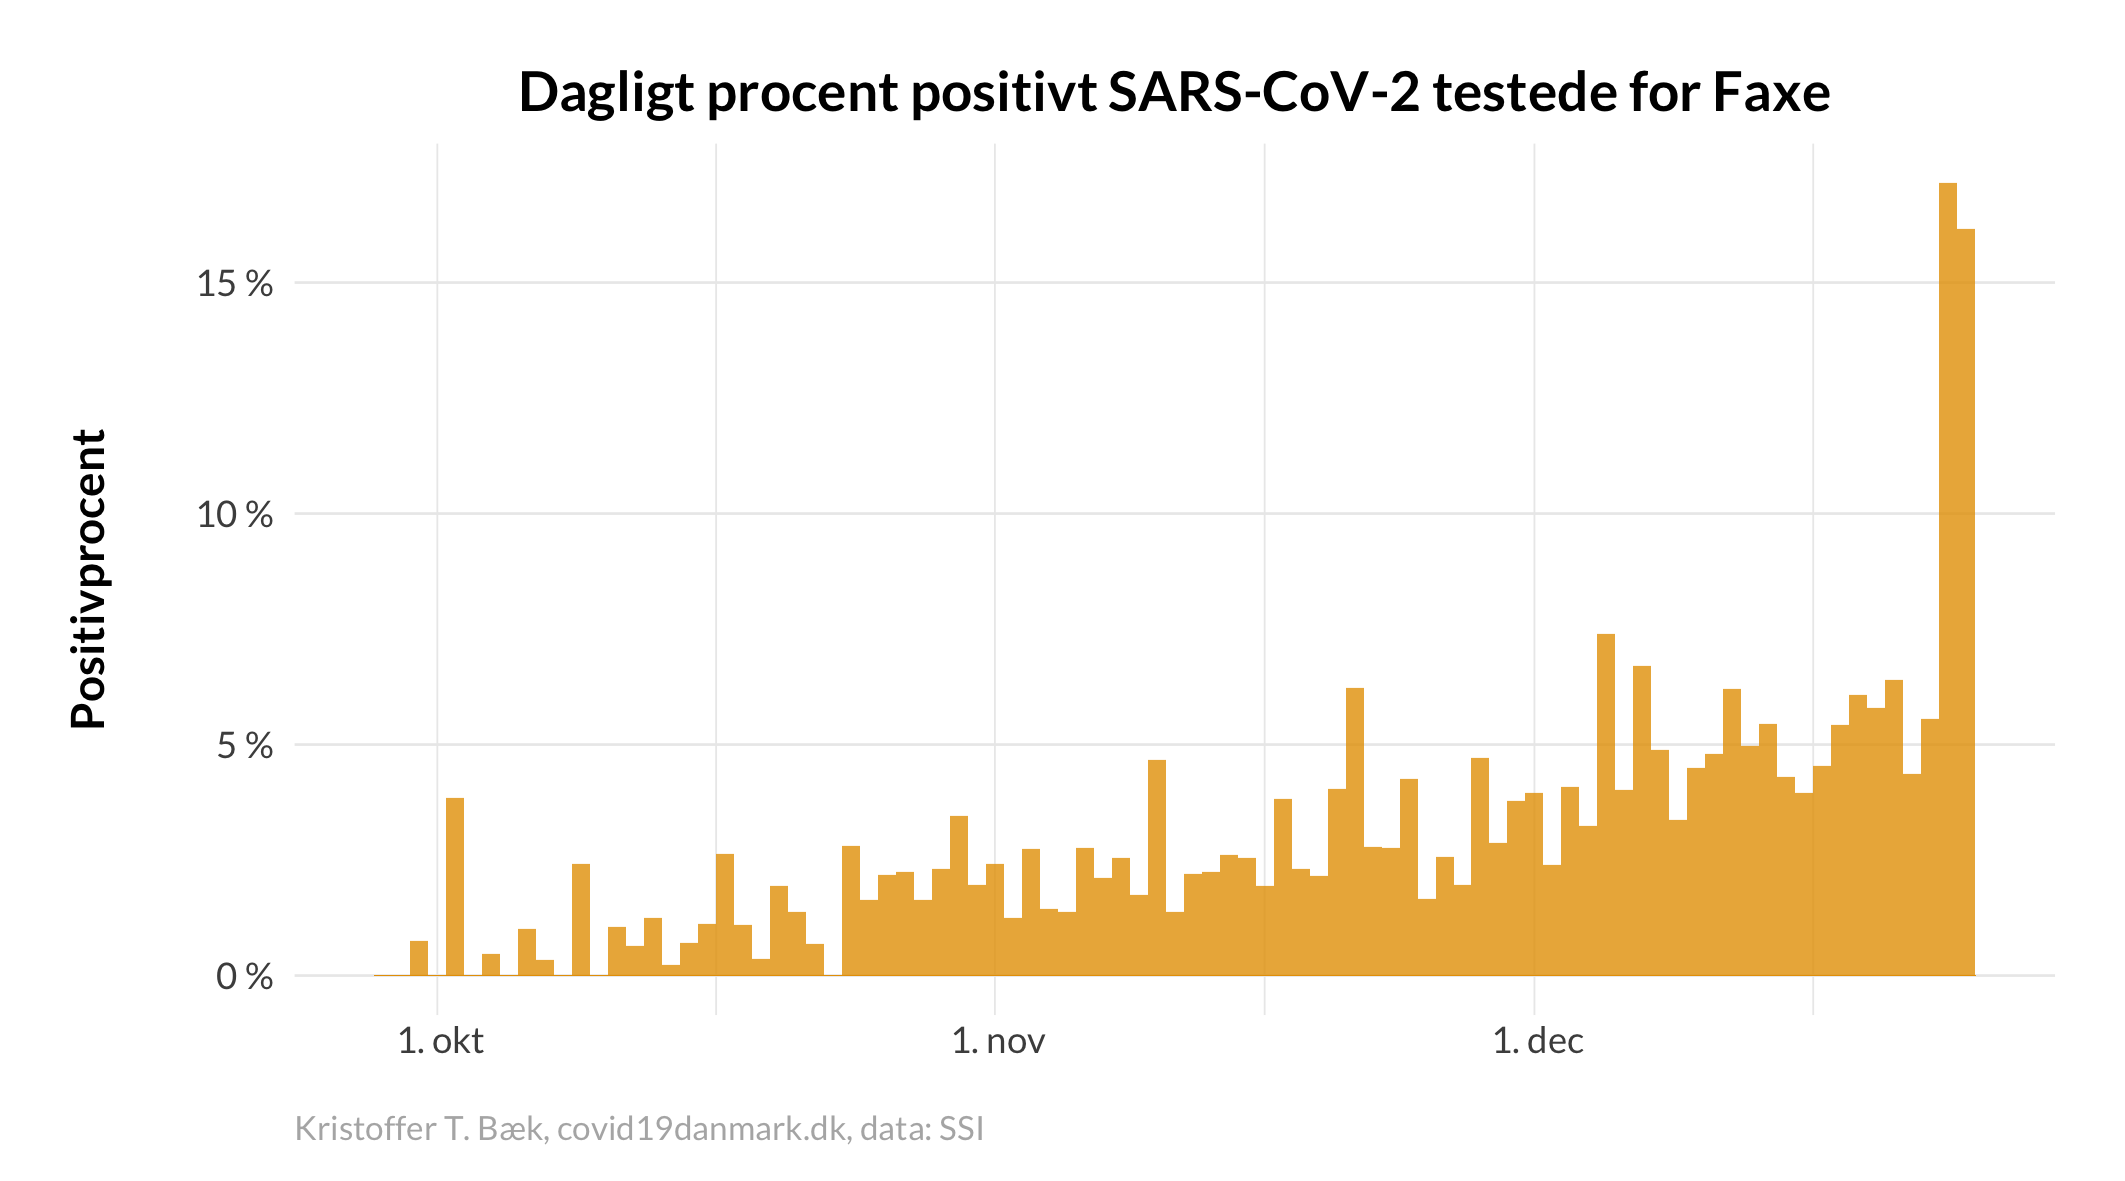 Dagligt procent positivt SARS-CoV-2 testede for Faxe
Positivprocent
15 %
10 %
5 %
0 %
1. okt
1. nov
1. dec
Kristoffer T. Bæk, covid19danmark.dk, data: SSI